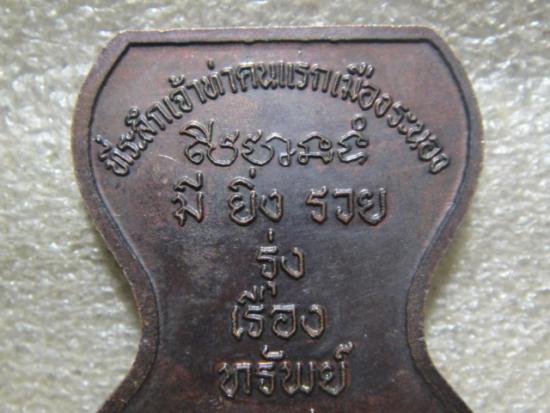 ที่ระลึกเจ้าท่าคนแรกเมืองระนอง
มี ยิ่ง รวย
รุ่ง
เรือง
ทรัพย์